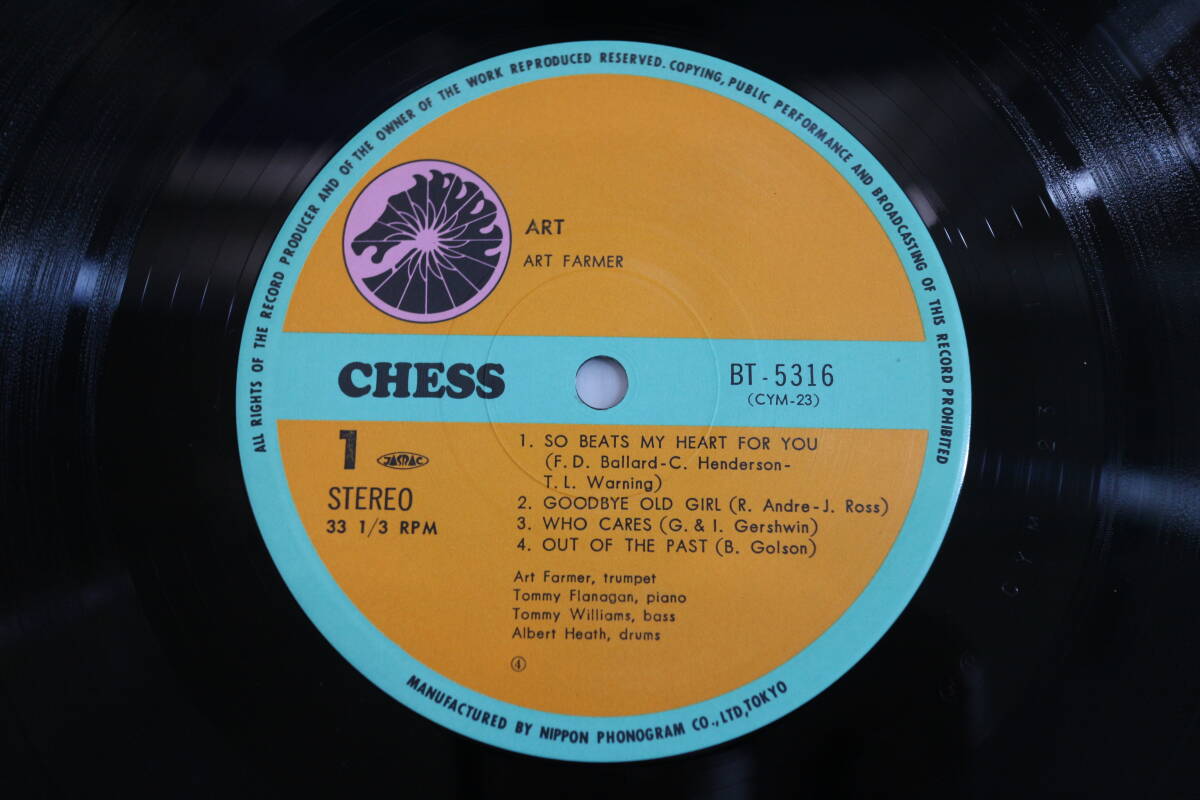 ALL RIGHTS OF THE RECORD PRODUCER AND OF THE OWNER OF THE WORK REPRODUCED RESERVED. COPYING, PUBLIC PERFORMANCE AND BROADCASTING OF THIS RECORD PROHIBITED
ART
ART FARMER
CHESS
BT-5316
(CYM-23)
1
JASRAC
STEREO
33 1/3 RPM
1. SO BEATS MY HEART FOR YOU
(F. D. Ballard-C. Henderson-
T. L. Warning)
2. GOODBYE OLD GIRL (R. Andre-J. Ross)
3. WHO CARES (G. & I. Gershwin)
4. OUT OF THE PAST (B. Golson)
Art Farmer, trumpet
Tommy Flanagan, piano
Tommy Williams, bass
Albert Heath, drums
④
MANUFACTURED BY NIPPON PHONOGRAM CO., LTD, TOKYO
CYM 23